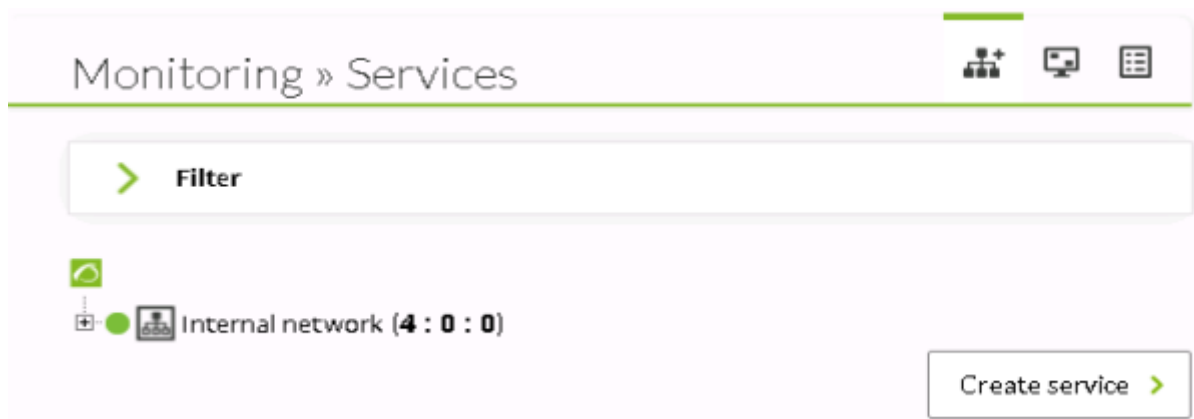 Monitoring » Services
Filter
Internal network (4 : 0 : 0)
Create service